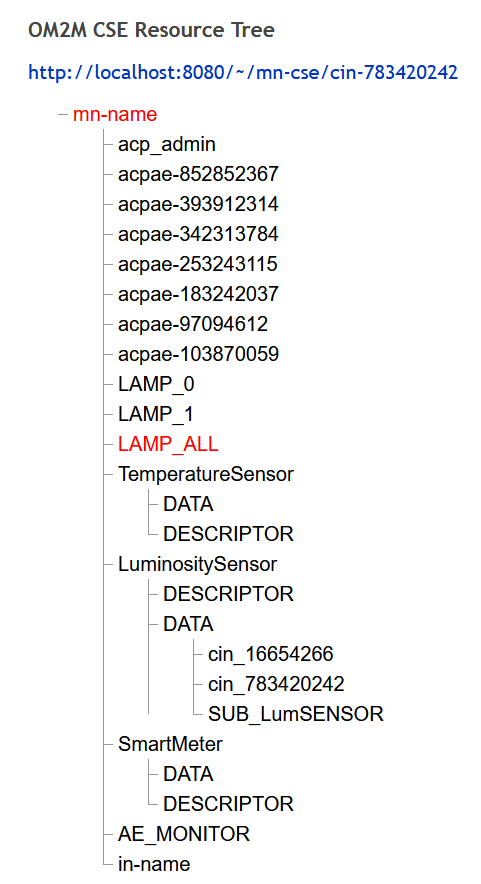 OM2M CSE Resource Tree
http://localhost:8080/~/mn-cse/cin-783420242
mn-name
acp_admin
acpae-852852367
acpae-393912314
acpae-342313784
acpae-253243115
acpae-183242037
acpae-97094612
acpae-103870059
LAMP_0
LAMP_1
LAMP_ALL
TemperatureSensor
DATA
DESCRIPTOR
LuminositySensor
DESCRIPTOR
DATA
cin_16654266
cin_783420242
SUB_LumSENSOR
SmartMeter
DATA
DESCRIPTOR
AE_MONITOR
in-name